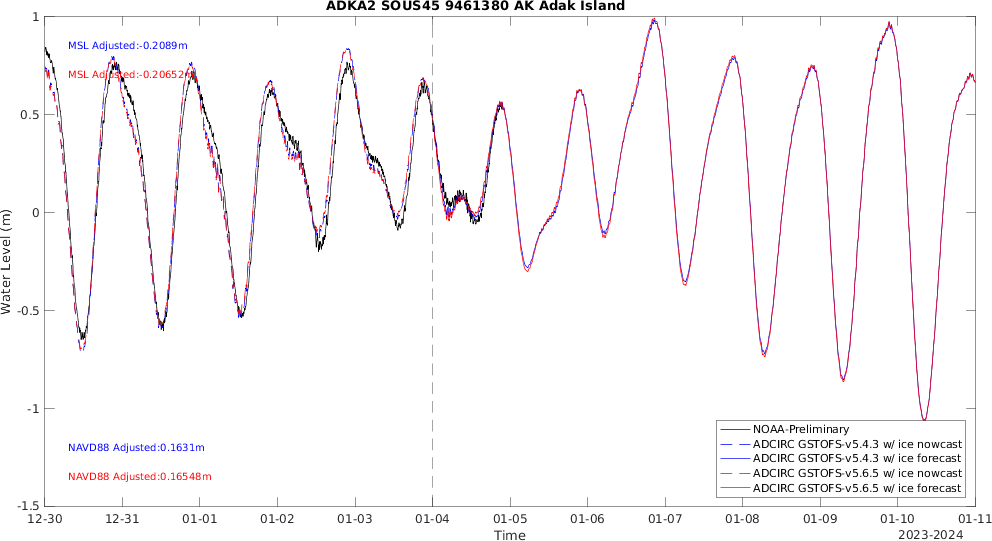 ADKA2 SOUS45 9461380 AK Adak Island
MSL Adjusted:-0.2089m
MSL Adjusted:-0.20652m
NAVD88 Adjusted:0.1631m
NAVD88 Adjusted:0.16548m
Water Level (m)
1
0.5
0
-0.5
-1
-1.5
12-30 12-31 01-01 01-02 01-03 01-04 01-05 01-06 01-07 01-08 01-09 01-10 01-11
Time
2023-2024
NOAA-Preliminary
ADCIRC GSTOFS-v5.4.3 w/ ice nowcast
ADCIRC GSTOFS-v5.4.3 w/ ice forecast
ADCIRC GSTOFS-v5.6.5 w/ ice nowcast
ADCIRC GSTOFS-v5.6.5 w/ ice forecast